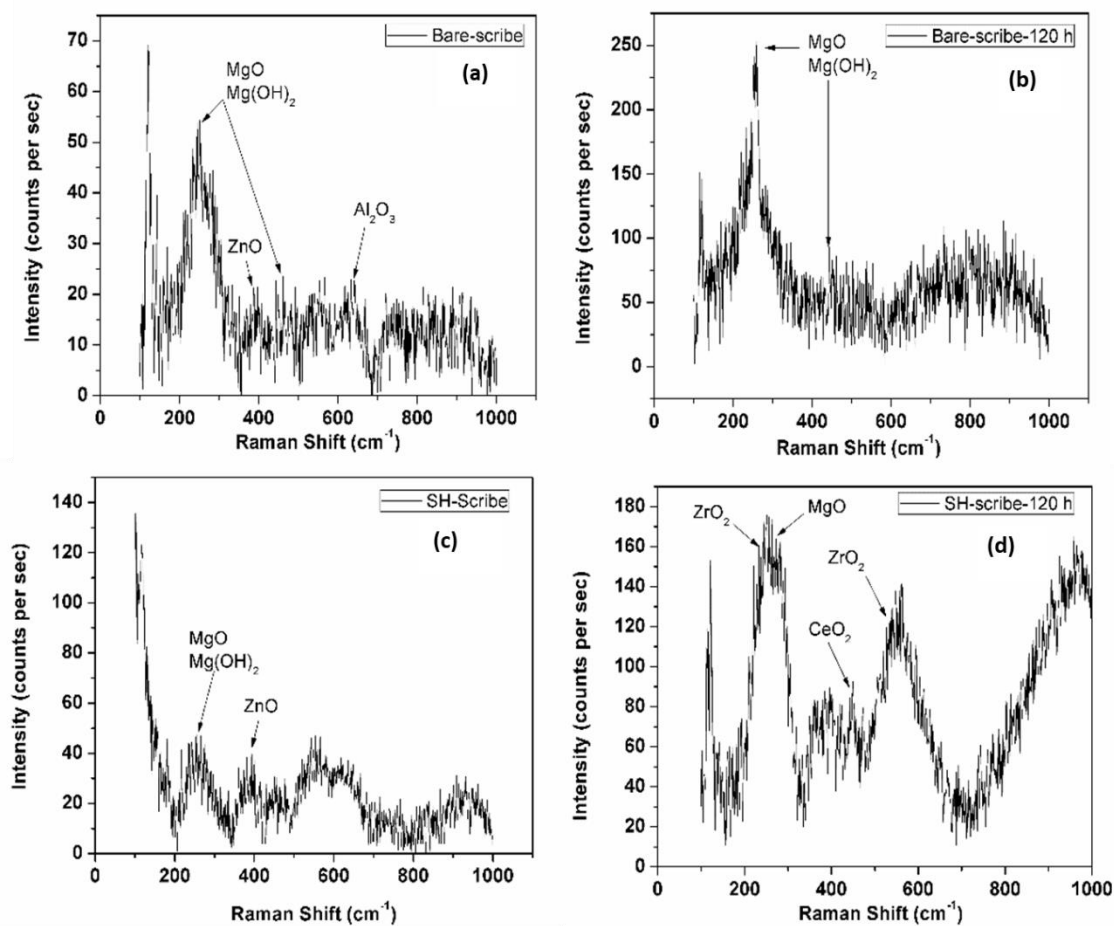 Bare-scribe
(a)
MgO
Mg(OH)₂
ZnO
Al₂O₃
Intensity (counts per sec)
70
60
50
40
30
20
10
0
0 200 400 600 800 1000
Raman Shift (cm⁻¹)
Bare-scribe-120 h
(b)
MgO
Mg(OH)₂
Intensity (counts per sec)
250
200
150
100
50
0
0 200 400 600 800 1000
Raman Shift (cm⁻¹)
SH-Scribe
(c)
MgO
Mg(OH)₂
ZnO
Intensity (counts per sec)
140
120
100
80
60
40
20
0
0 200 400 600 800 1000
Raman Shift (cm⁻¹)
SH-scribe-120 h
(d)
ZrO₂
MgO
ZrO₂
CeO₂
Intensity (counts per sec)
180
160
140
120
100
80
60
40
20
0
0 200 400 600 800 1000
Raman Shift (cm⁻¹)